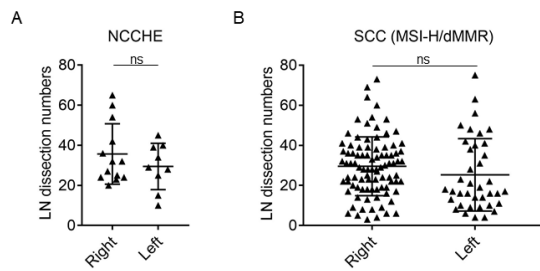 A
NCCHE
ns
LN dissection numbers
80
60
40
20
0
Right
Left
B
SCC (MSI-H/dMMR)
ns
LN dissection numbers
80
60
40
20
0
Right
Left